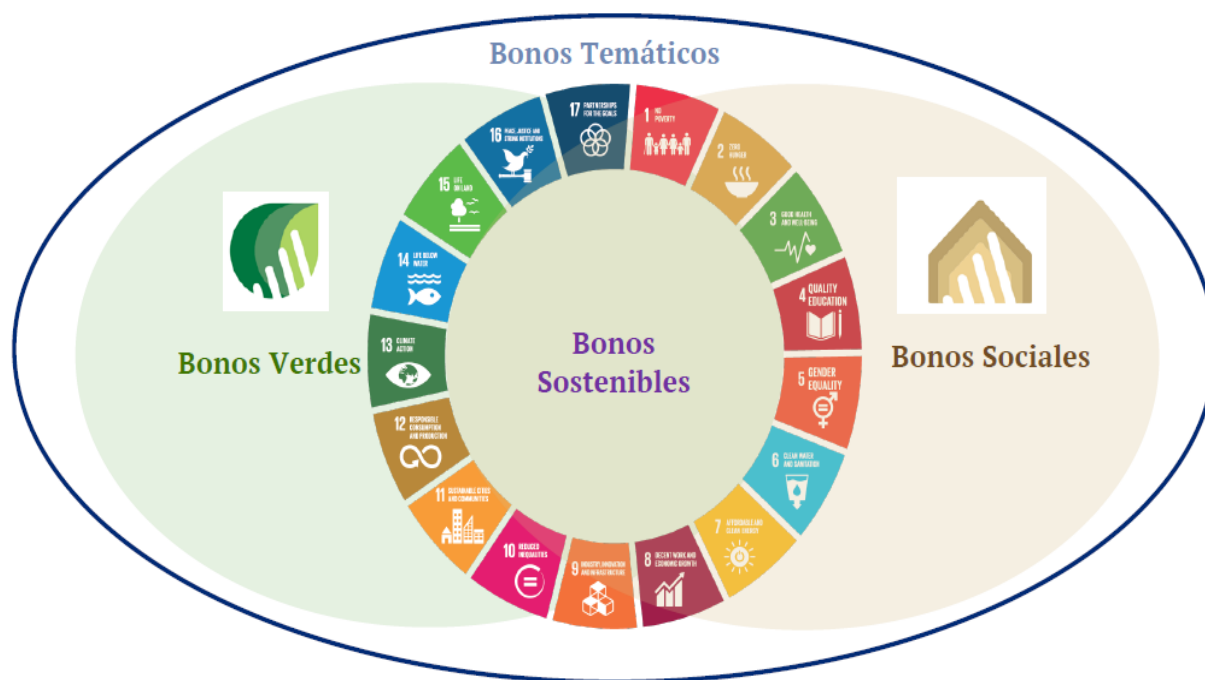 Bonos Temáticos
17 PARTNERSHIPS
FOR THE GOALS
1 NO
POVERTY
2 ZERO
HUNGER
3 GOOD HEALTH
AND WELL-BEING
4 QUALITY
EDUCATION
5 GENDER
EQUALITY
6 CLEAN WATER
AND SANITATION
7 AFFORDABLE AND
CLEAN ENERGY
8 DECENT WORK AND
ECONOMIC GROWTH
9 INDUSTRY, INNOVATION
AND INFRASTRUCTURE
10 REDUCED
INEQUALITIES
11 SUSTAINABLE CITIES
AND COMMUNITIES
12 RESPONSIBLE
CONSUMPTION
AND PRODUCTION
13 CLIMATE
ACTION
14 LIFE BELOW
WATER
15 LIFE
ON LAND
16 PEACE, JUSTICE AND
STRONG INSTITUTIONS
Bonos Verdes
Bonos
Sostenibles
Bonos Sociales